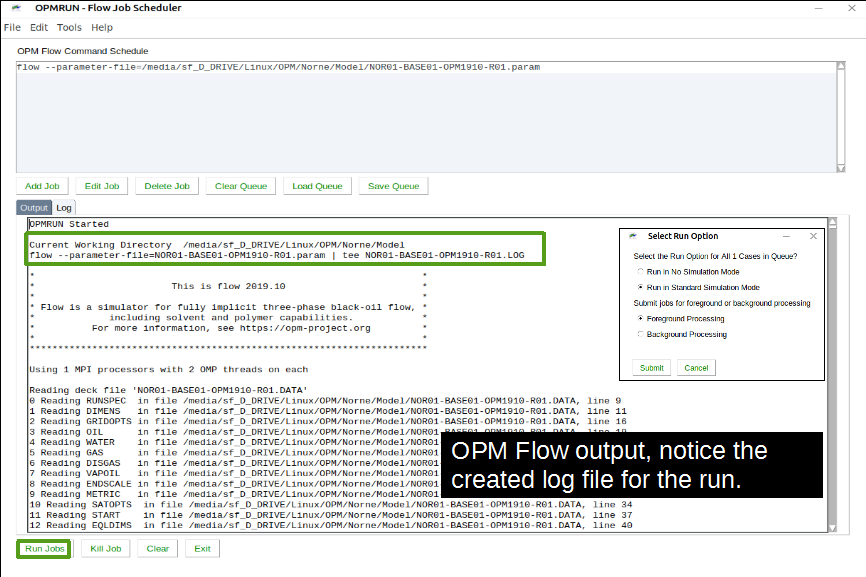 OPMRUN - Flow Job Scheduler
File Edit Tools Help
OPM Flow Command Schedule
flow --parameter-file=/media/sf_D_DRIVE/Linux/OPM/Norne/Model/NOR01-BASE01-OPM1910-R01.param
Add Job Edit Job Delete Job Clear Queue Load Queue Save Queue
Output Log
OPMRUN Started
Current Working Directory /media/sf_D_DRIVE/Linux/OPM/Norne/Model
flow --parameter-file=NOR01-BASE01-OPM1910-R01.param | tee NOR01-BASE01-OPM1910-R01.LOG
* *
* This is flow 2019.10 *
* *
* Flow is a simulator for fully implicit three-phase black-oil flow, *
* including solvent and polymer capabilities. *
* For more information, see https://opm-project.org *
* *
**********************************************************************
Using 1 MPI processors with 2 OMP threads on each
Reading deck file 'NOR01-BASE01-OPM1910-R01.DATA'
0 Reading RUNSPEC in file /media/sf_D_DRIVE/Linux/OPM/Norne/Model/NOR01-BASE01-OPM1910-R01.DATA, line 9
1 Reading DIMENS in file /media/sf_D_DRIVE/Linux/OPM/Norne/Model/NOR01-BASE01-OPM1910-R01.DATA, line 11
2 Reading GRIDOPTS in file /media/sf_D_DRIVE/Linux/OPM/Norne/Model/NOR01-BASE01-OPM1910-R01.DATA, line 16
3 Reading OIL in file /media/sf_D_DRIVE/Linux/OPM/Norne/Model/NOR01-BASE01-OPM1910-R01.DATA, line 19
4 Reading WATER in file /media/sf_D_DRIVE/Linux/OPM/Norne/Model/NOR
5 Reading GAS in file /media/sf_D_DRIVE/Linux/OPM/Norne/Model/NOR
6 Reading DISGAS in file /media/sf_D_DRIVE/Linux/OPM/Norne/Model/NOR
7 Reading VAPOIL in file /media/sf_D_DRIVE/Linux/OPM/Norne/Model/NOR
8 Reading ENDSCALE in file /media/sf_D_DRIVE/Linux/OPM/Norne/Model/NOR
9 Reading METRIC in file /media/sf_D_DRIVE/Linux/OPM/Norne/Model/NOR
10 Reading SATOPTS in file /media/sf_D_DRIVE/Linux/OPM/Norne/Model/NOR01-BASE01-OPM1910-R01.DATA, line 34
11 Reading START in file /media/sf_D_DRIVE/Linux/OPM/Norne/Model/NOR01-BASE01-OPM1910-R01.DATA, line 37
12 Reading EQLDIMS in file /media/sf_D_DRIVE/Linux/OPM/Norne/Model/NOR01-BASE01-OPM1910-R01.DATA, line 40
Select Run Option
Select the Run Option for All 1 Cases in Queue?
Run in No Simulation Mode
Run in Standard Simulation Mode
Submit jobs for foreground or background processing
Foreground Processing
Background Processing
Submit Cancel
OPM Flow output, notice the
created log file for the run.
Run Jobs Kill Job Clear Exit